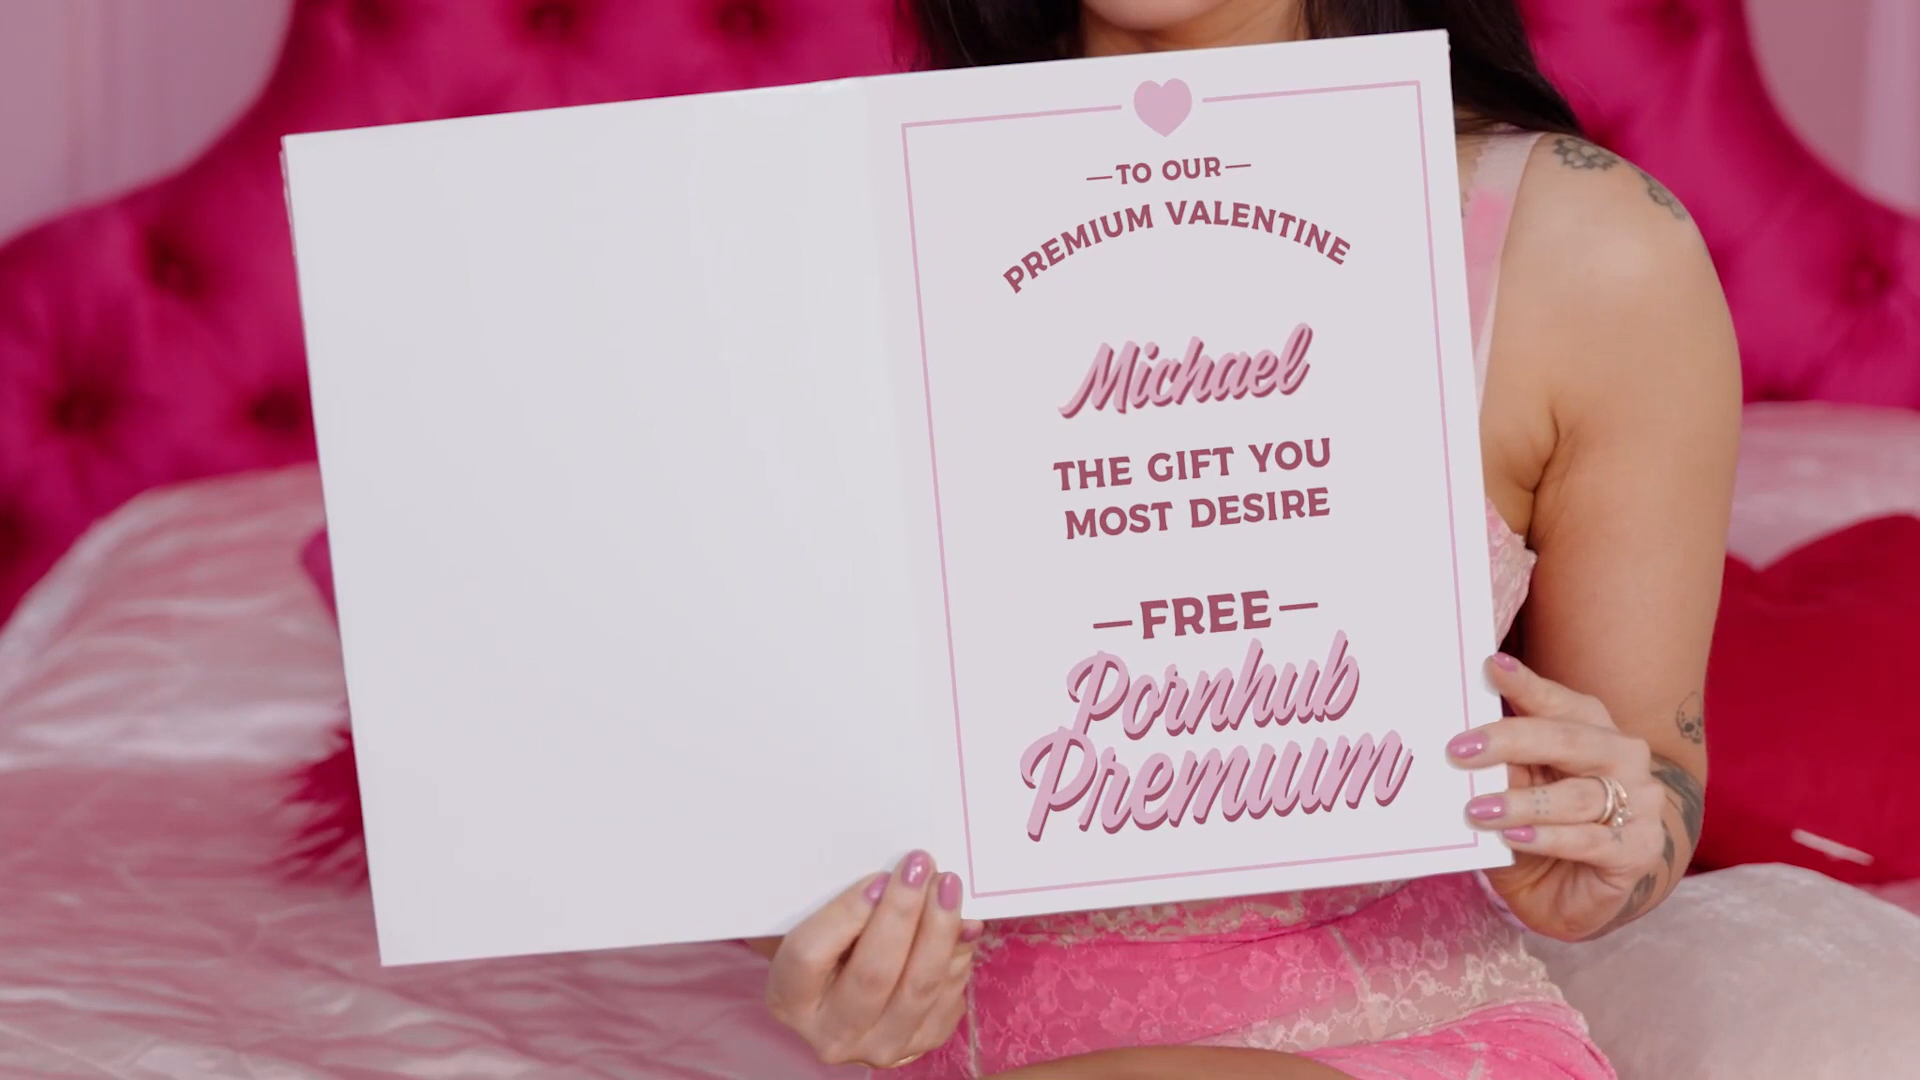 —TO OUR—
PREMIUM VALENTINE
Michael
THE GIFT YOU
MOST DESIRE
—FREE—
Pornhub
Premium